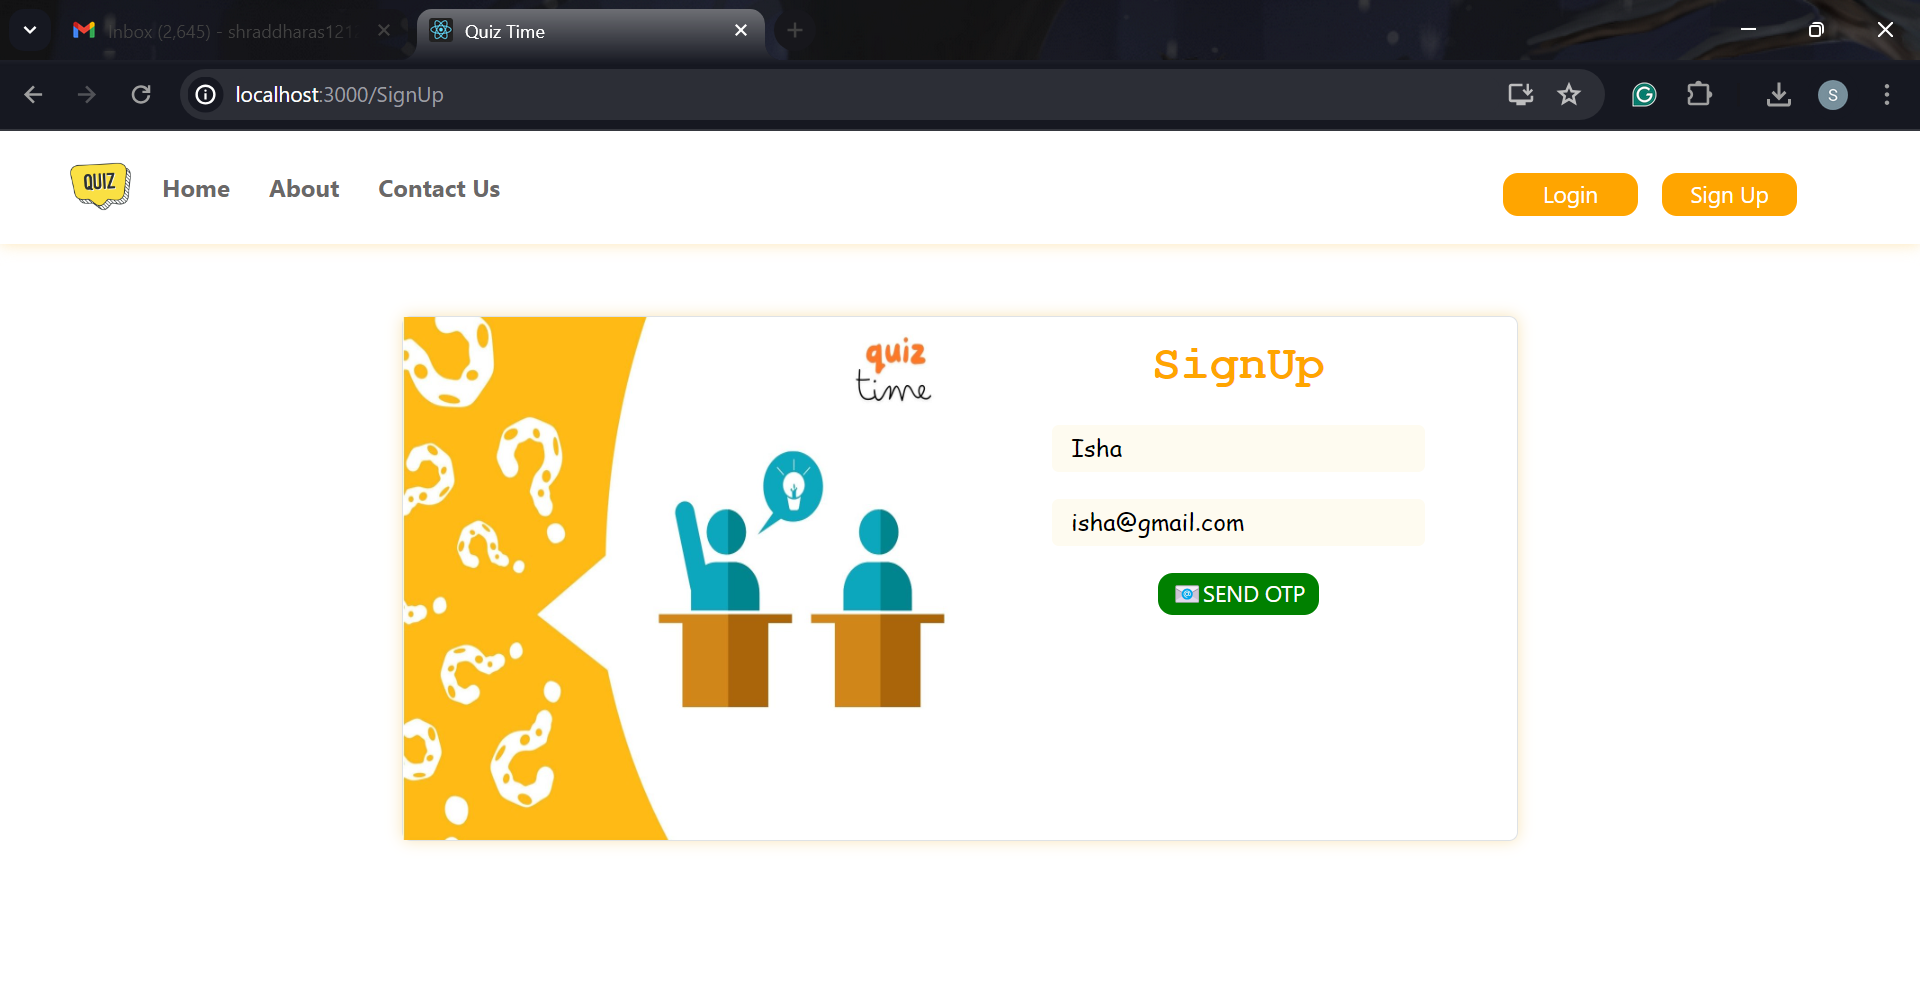 Inbox (2,645) - shraddharas121
Quiz Time
localhost:3000/SignUp
S
QUIZ
Home
About
Contact Us
Login
Sign Up
quiz
time
SignUp
Isha
isha@gmail.com
SEND OTP